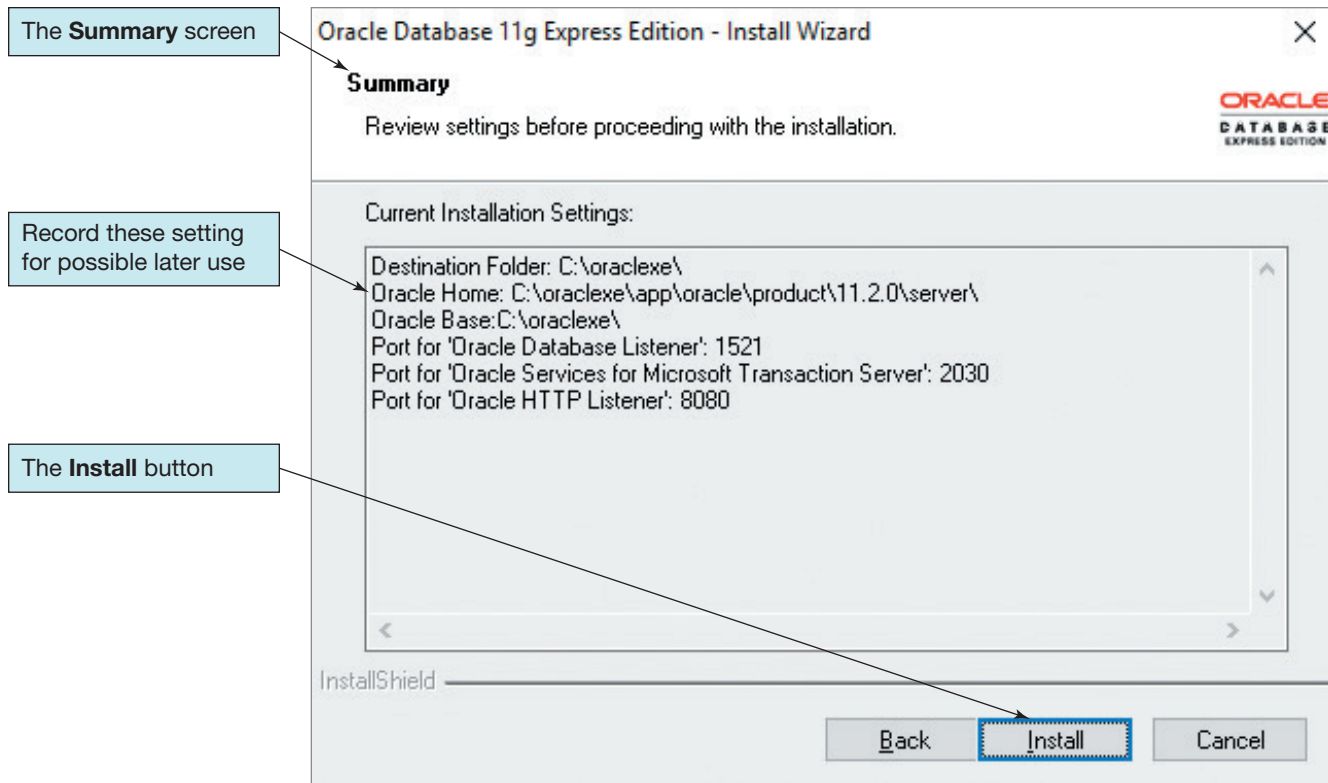 The Summary screen
Oracle Database 11g Express Edition - Install Wizard
Summary
Review settings before proceeding with the installation.
ORACLE
DATABASE
EXPRESS EDITION
Record these setting
for possible later use
Current Installation Settings:
Destination Folder: C:\oraclexe\
Oracle Home: C:\oraclexe\app\oracle\product\11.2.0\server\
Oracle Base:C:\oraclexe\
Port for 'Oracle Database Listener': 1521
Port for 'Oracle Services for Microsoft Transaction Server': 2030
Port for 'Oracle HTTP Listener': 8080
The Install button
InstallShield
Back
Install
Cancel